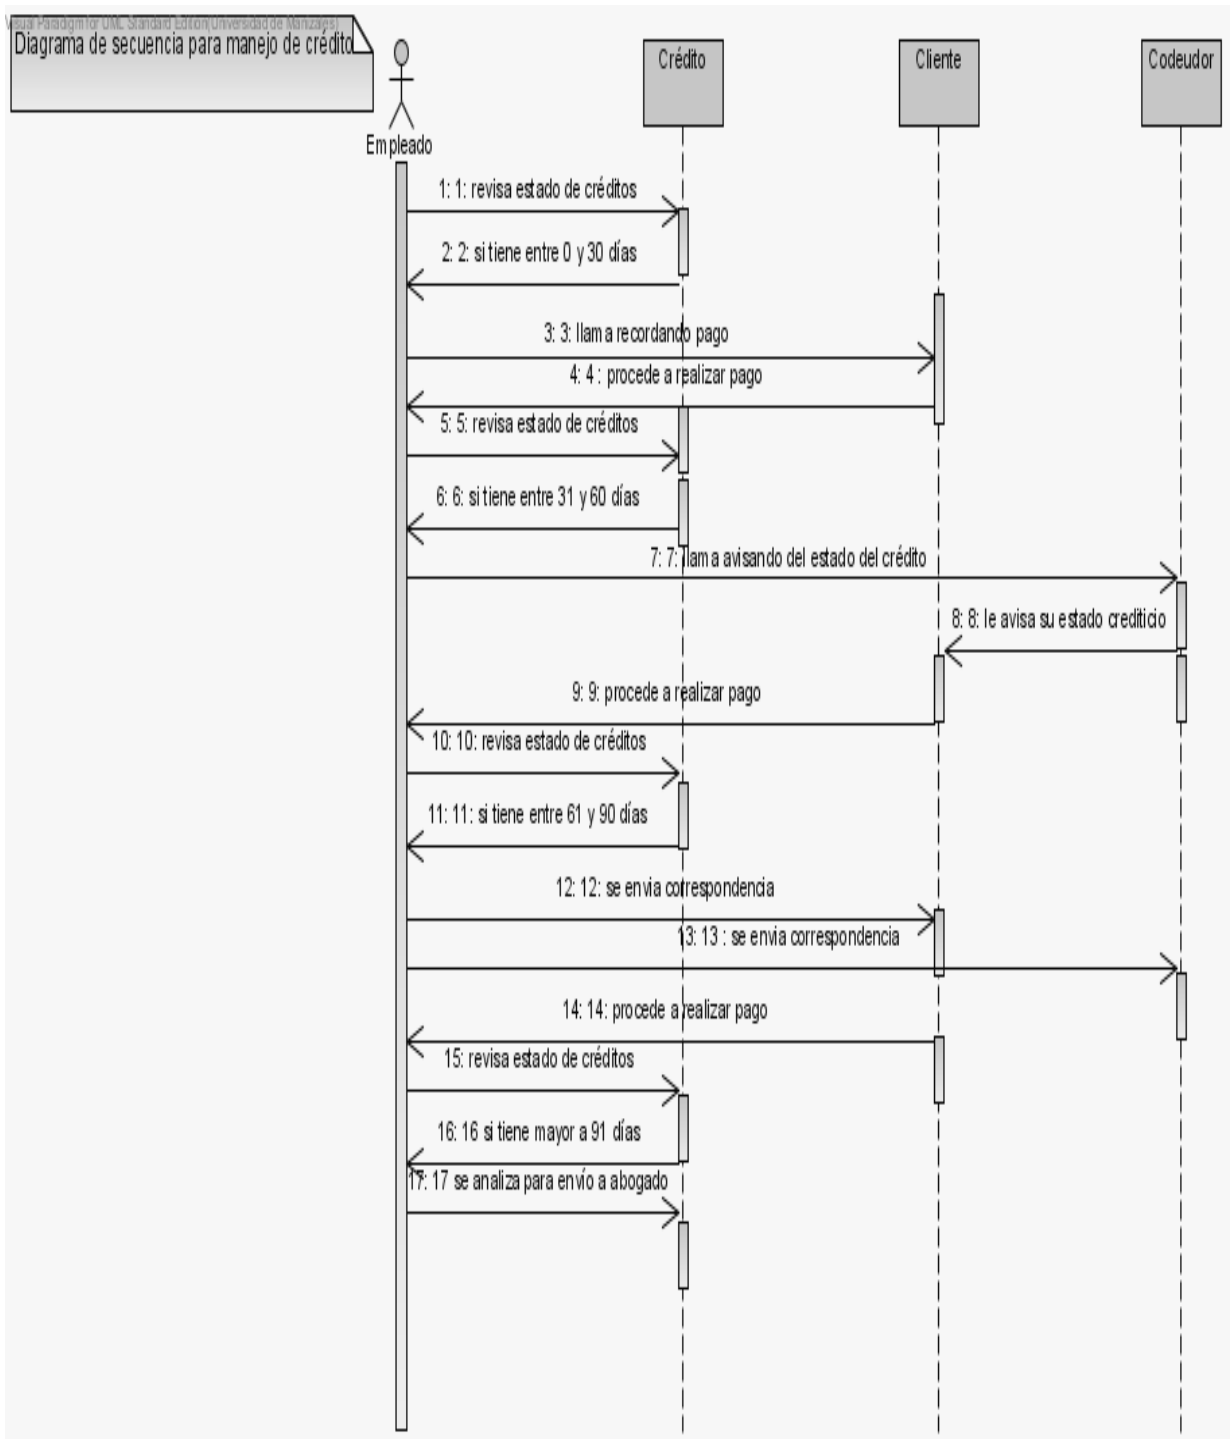 Visual Paradigm for UML Standard Edition(Universidad de Manizales)
Diagrama de secuencia para manejo de crédito
Crédito
Cliente
Codeudor
Empleado
1: 1: revisa estado de créditos
2: 2: si tiene entre 0 y 30 días
3: 3: llama recordando pago
4: 4 : procede a realizar pago
5: 5: revisa estado de créditos
6: 6: si tiene entre 31 y 60 días
7: 7: llama avisando del estado del crédito
8: 8: le avisa su estado crediticio
9: 9: procede a realizar pago
10: 10: revisa estado de créditos
11: 11: si tiene entre 61 y 90 días
12: 12: se envia correspondencia
13: 13 : se envia correspondencia
14: 14: procede a realizar pago
15: revisa estado de créditos
16: 16 si tiene mayor a 91 días
17: 17 se analiza para envío a abogado